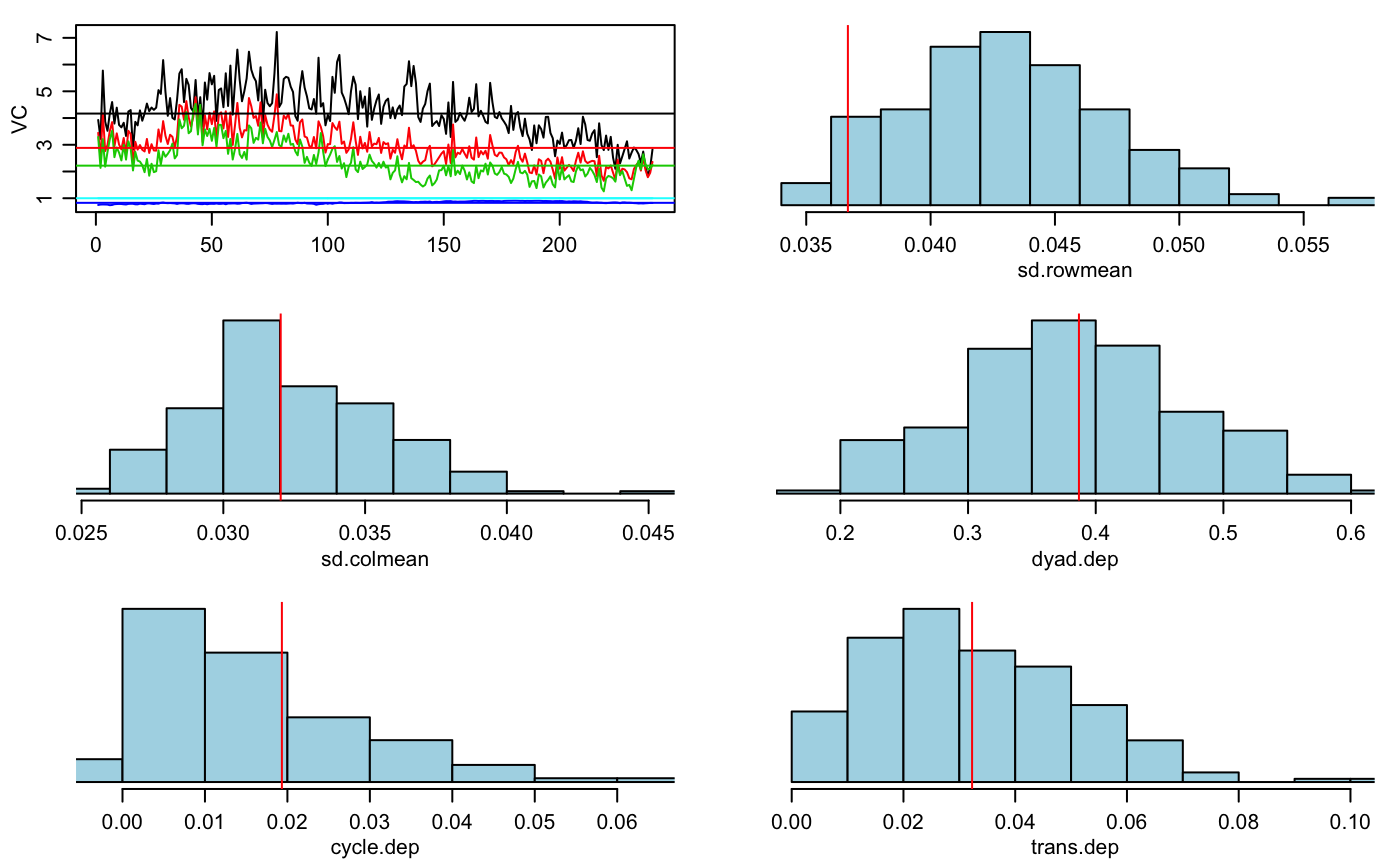 VC
7
5
3
1
0 50 100 150 200
0.035 0.040 0.045 0.050 0.055
sd.rowmean
0.025 0.030 0.035 0.040 0.045
sd.colmean
0.2 0.3 0.4 0.5 0.6
dyad.dep
0.00 0.01 0.02 0.03 0.04 0.05 0.06
cycle.dep
0.00 0.02 0.04 0.06 0.08 0.10
trans.dep